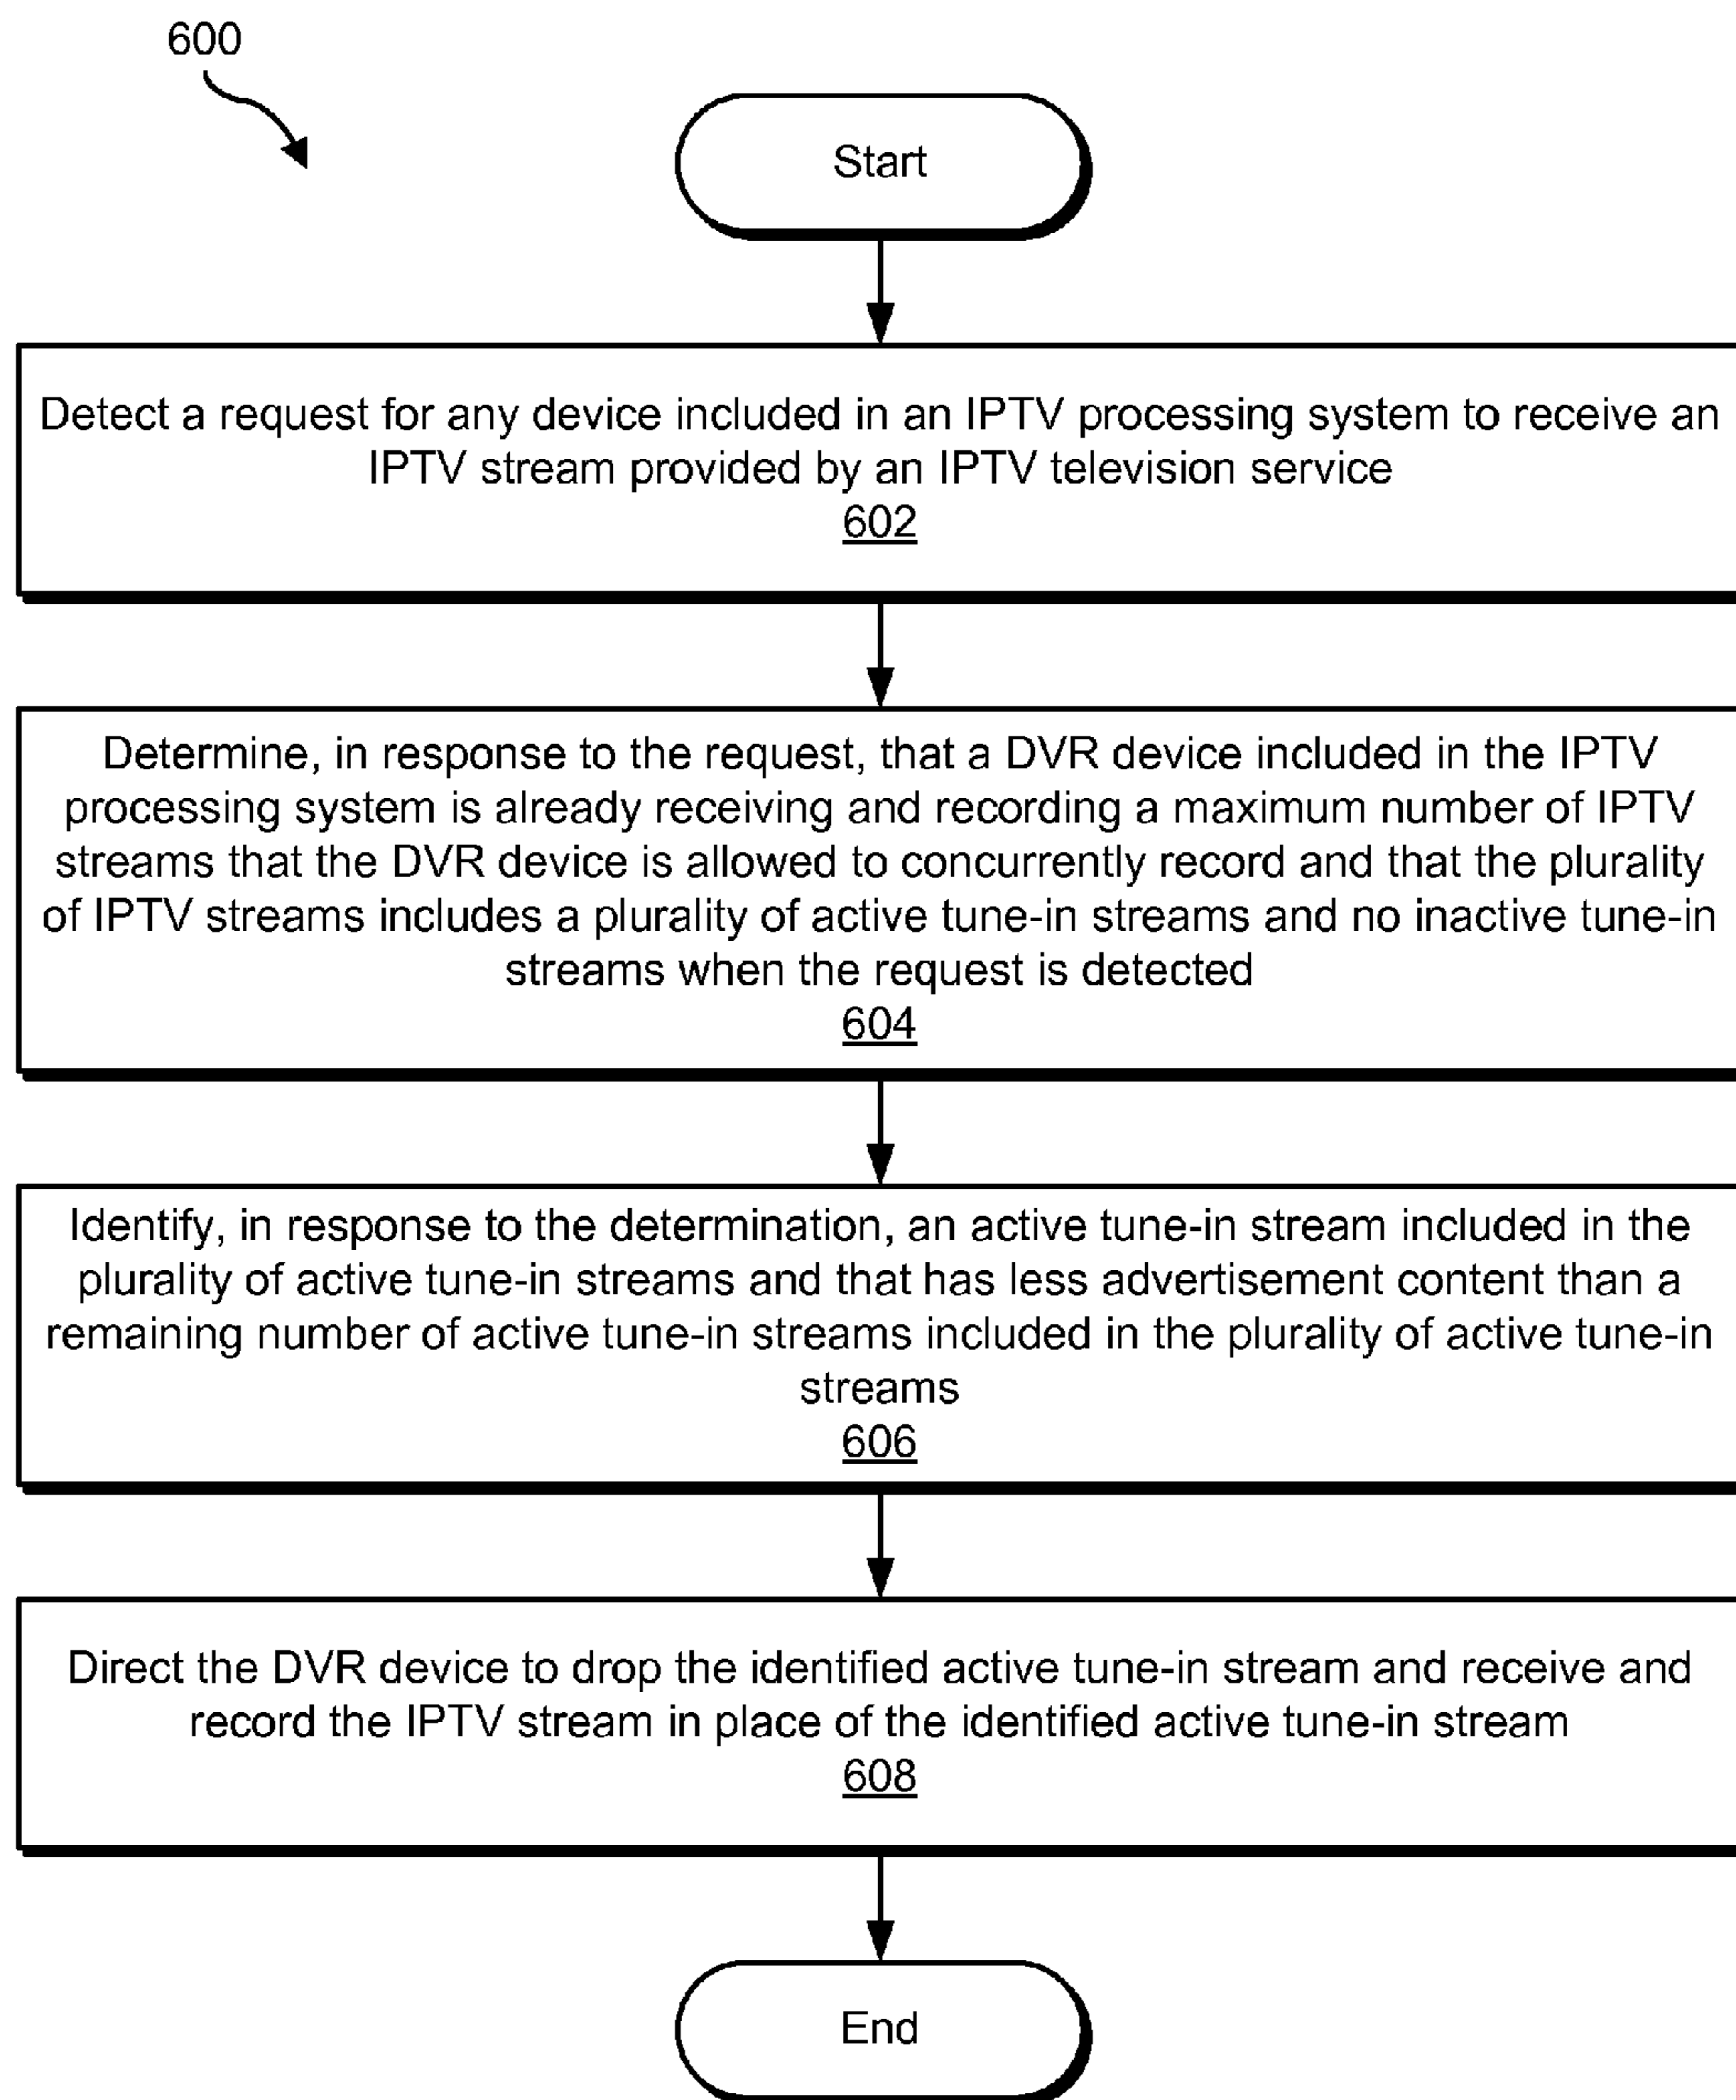 600
Start
Detect a request for any device included in an IPTV processing system to receive an
IPTV stream provided by an IPTV television service
602
Determine, in response to the request, that a DVR device included in the IPTV
processing system is already receiving and recording a maximum number of IPTV
streams that the DVR device is allowed to concurrently record and that the plurality
of IPTV streams includes a plurality of active tune-in streams and no inactive tune-in
streams when the request is detected
604
Identify, in response to the determination, an active tune-in stream included in the
plurality of active tune-in streams and that has less advertisement content than a
remaining number of active tune-in streams included in the plurality of active tune-in
streams
606
Direct the DVR device to drop the identified active tune-in stream and receive and
record the IPTV stream in place of the identified active tune-in stream
608
End